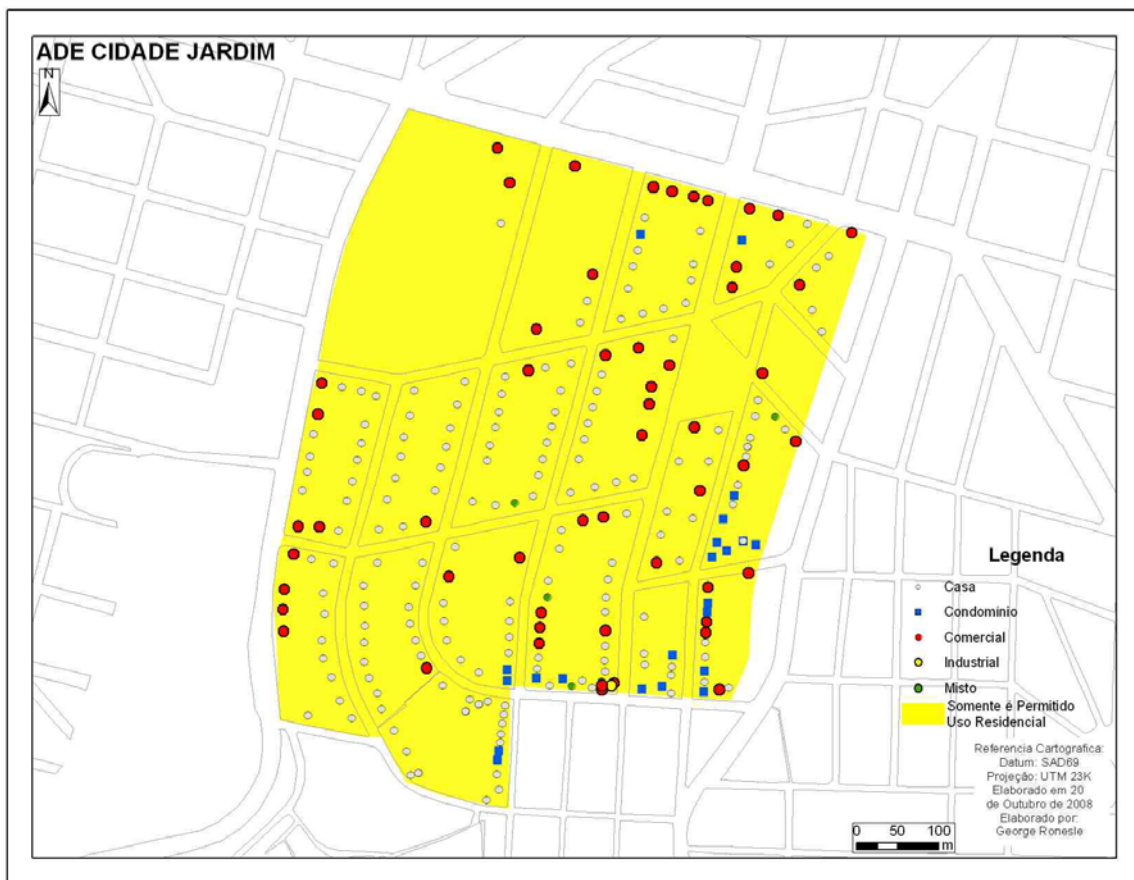 ADE CIDADE JARDIM
N
Legenda
Casa
Condomínio
Comercial
Industrial
Misto
Somente é Permitido
Uso Residencial
Referencia Cartografica:
Datum: SAD69
Projeção: UTM 23K
Elaborado em 20
de Outubro de 2008
Elaborado por:
George Ronesle
0 50 100
m